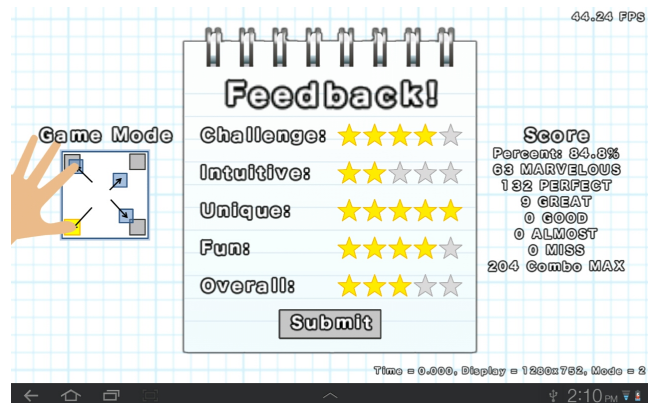 44.24 FPS
Feedback!
Game Mode
Challenge:
Intuitive:
Unique:
Fun:
Overall:
Submit
Score
Percent: 84.8%
63 MARVELOUS
132 PERFECT
9 GREAT
0 GOOD
0 ALMOST
0 MISS
204 Combo MAX
Time = 0.000, Display = 1280x752, Mode = 2
2:10 PM